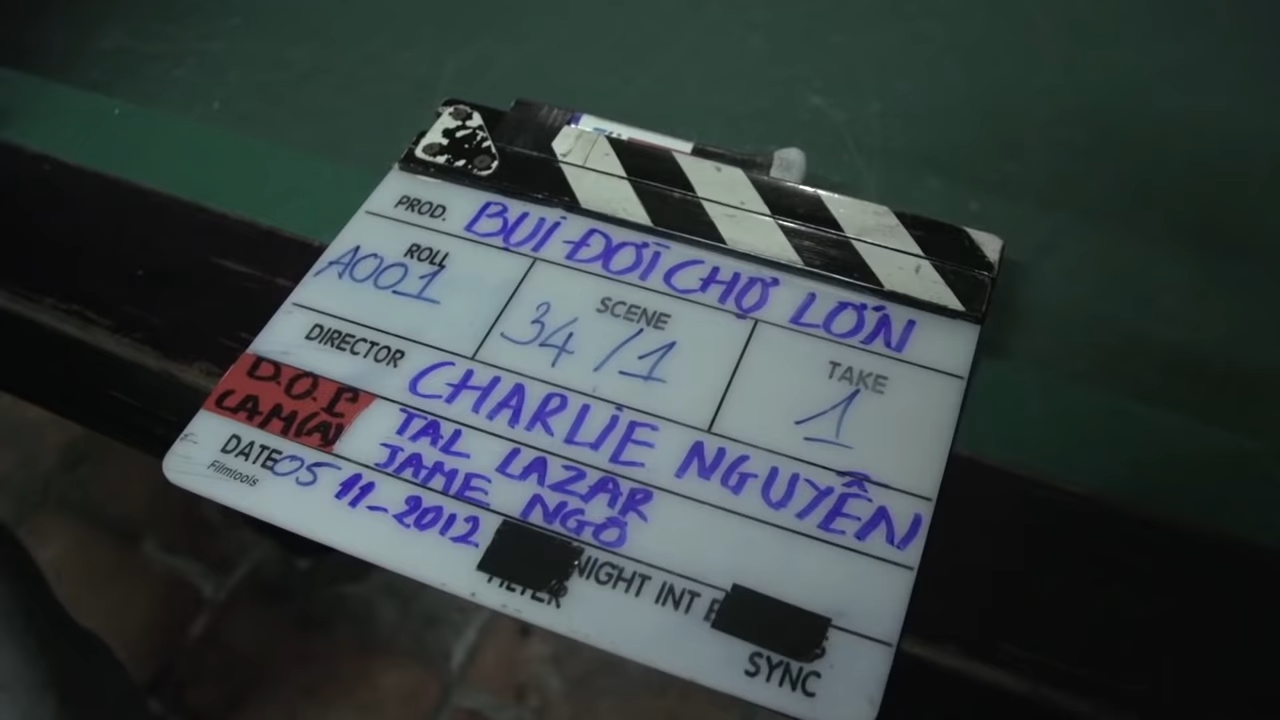 PROD. BUI ĐỜI CHỢ LỚN
ROLL A001
SCENE 34/1
TAKE 1
DIRECTOR CHARLIE NGUYỄN
D.O.P TAL LAZAR
CAM(A) JAME NGÔ
DATE 05 11-2012
Filmtools
NIGHT INT
FILTER
SYNC